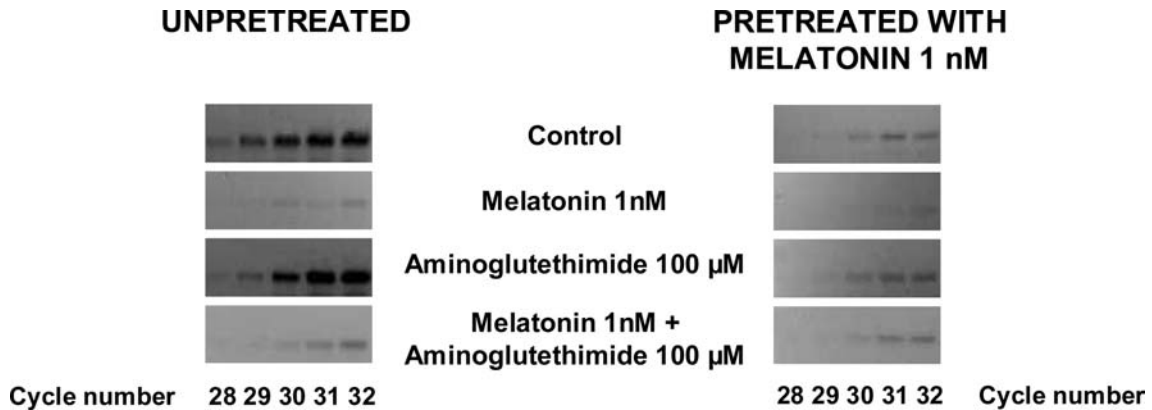 UNPRETREATED
PRETREATED WITH
MELATONIN 1 nM
Control
Melatonin 1nM
Aminoglutethimide 100 µM
Melatonin 1nM +
Aminoglutethimide 100 µM
Cycle number 28 29 30 31 32
28 29 30 31 32 Cycle number